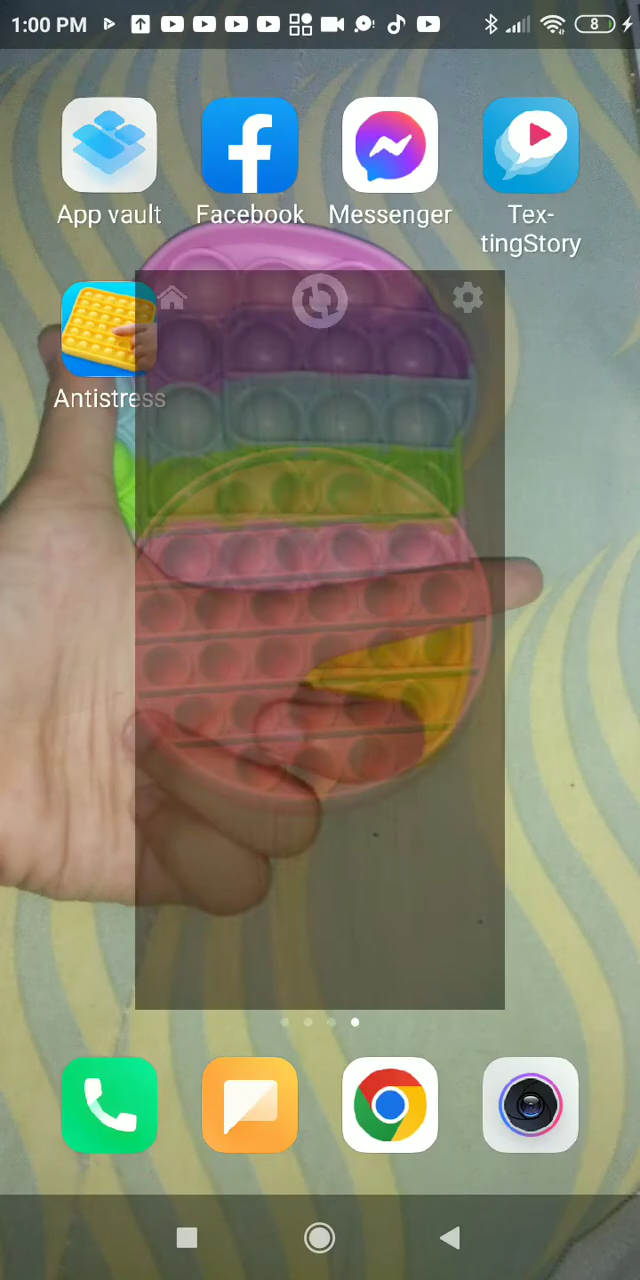 1:00 PM
8
App vault
Facebook
Messenger
Tex-
tingStory
Antistress